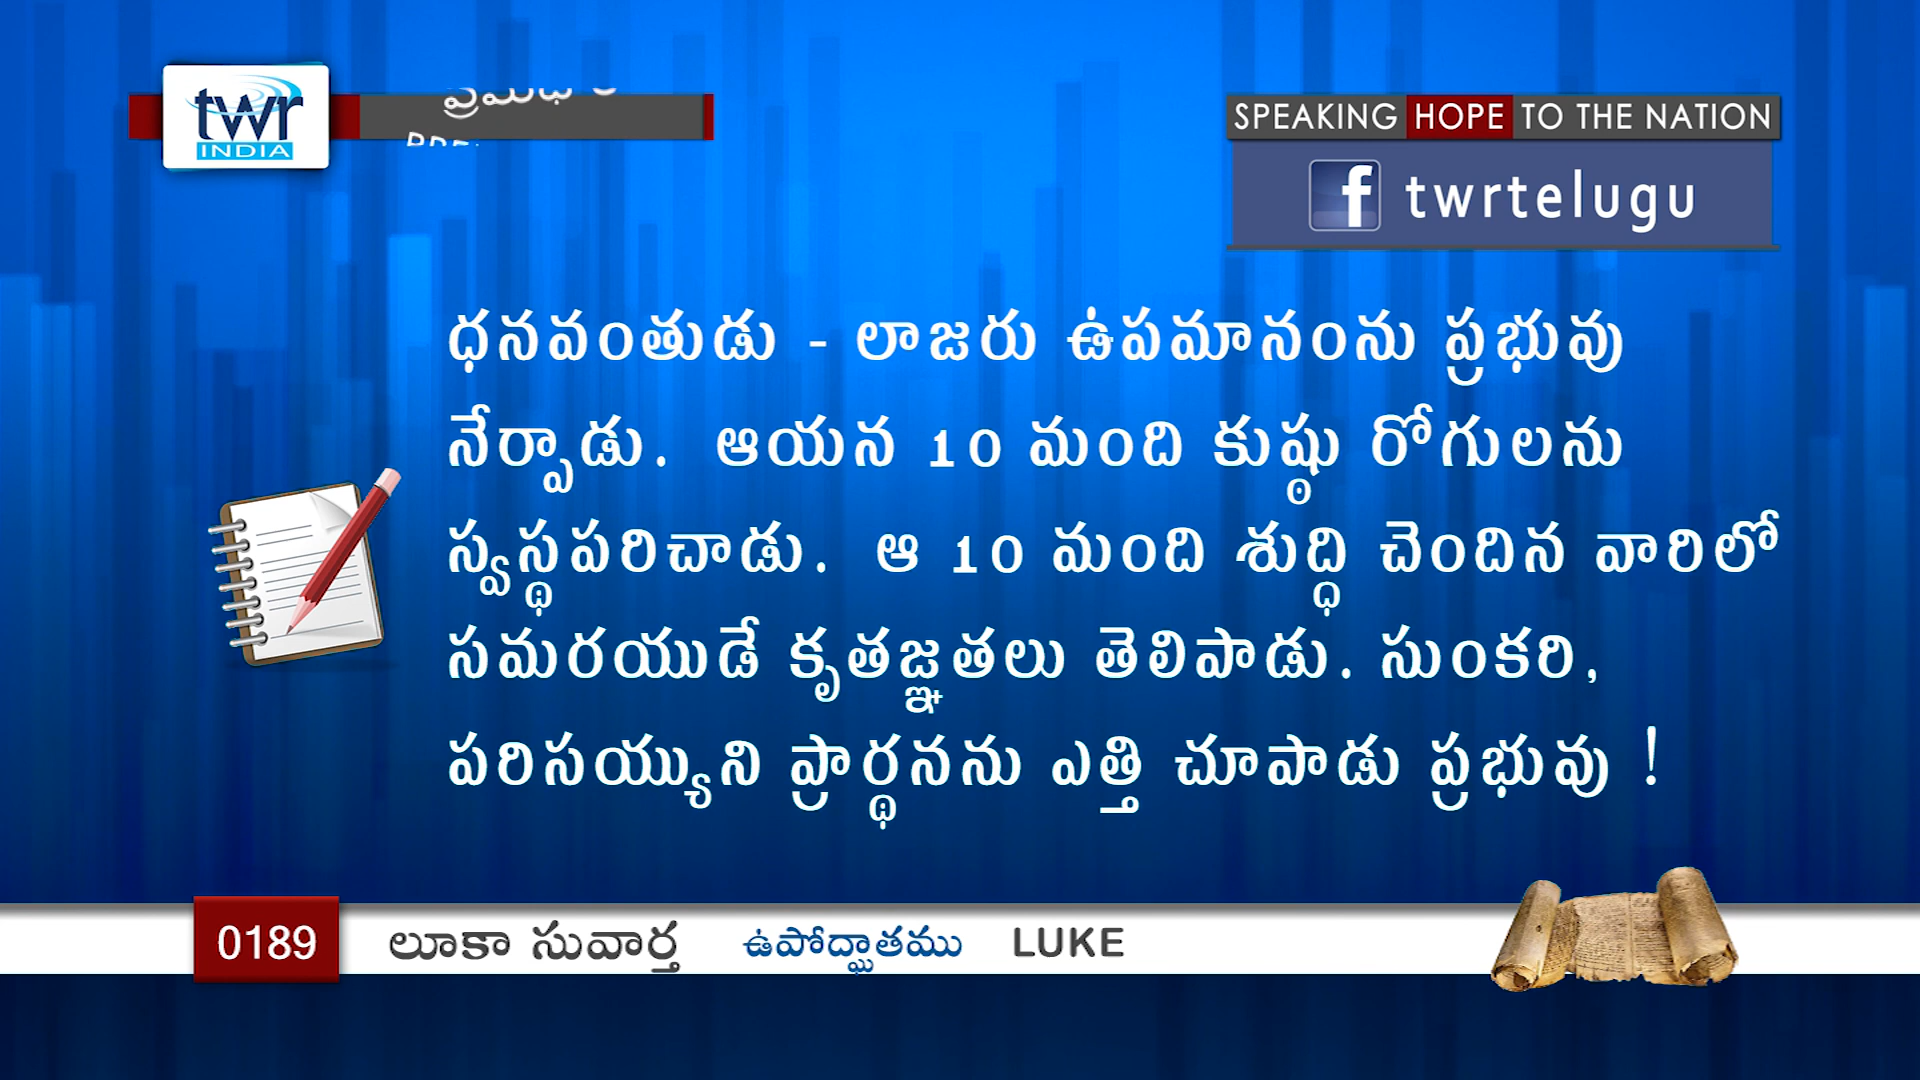 twr
INDIA
SPEAKING HOPE TO THE NATION
f twrtelugu
ధనవంతుడు - లాజరు ఉపమానంను ప్రభువు
నేర్పాడు. ఆయన 10 మంది కుష్ఠు రోగులను
స్వస్థపరిచాడు. ఆ 10 మంది శుద్ధి చెందిన వారిలో
సమరయుడే కృతజ్ఞతలు తెలిపాడు. సుంకరి,
పరిసయ్యుని ప్రార్థనను ఎత్తి చూపాడు ప్రభువు !
0189 లూకా సువార్త ఉపోద్ఘాతము LUKE